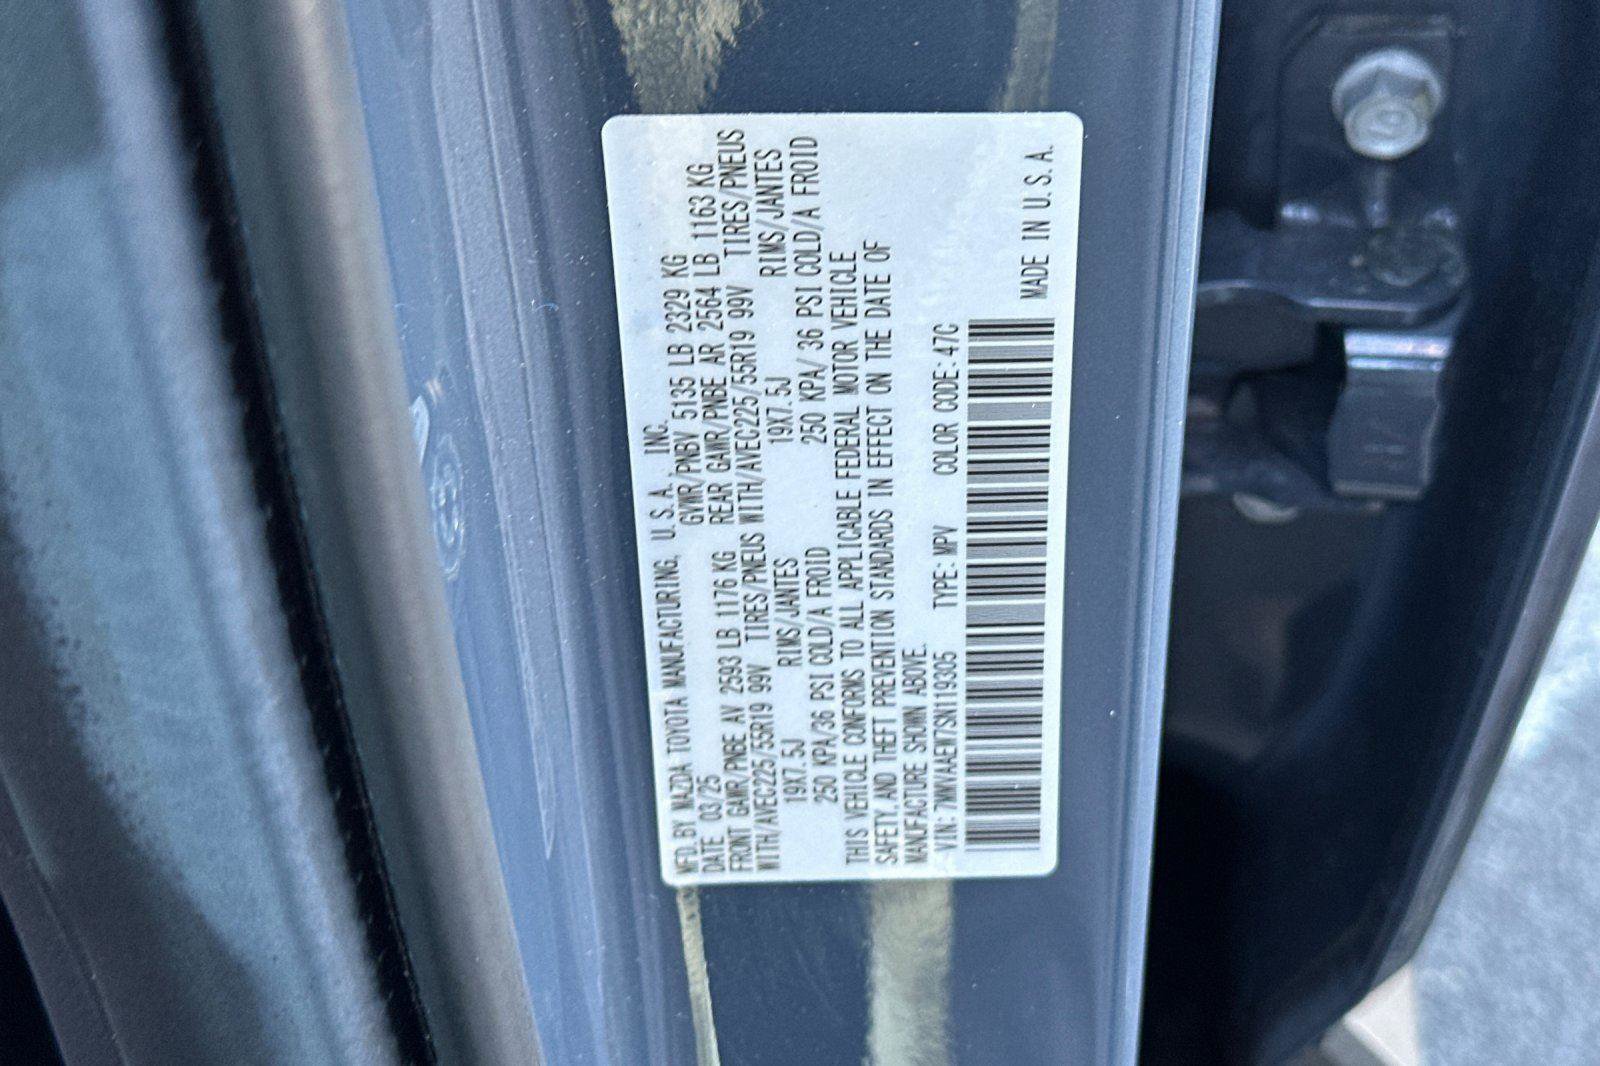 MFD. BY MAZDA TOYOTA MANUFACTURING, U.S.A., INC.
DATE 03/25 GVWR/PNBV 5135 LB 2329 KG
FRONT GAWR/PNBE AV 2593 LB 1176 KG REAR GAWR/PNBE AR 2564 LB 1163 KG
WITH/AVEC225/55R19 99V TIRES/PNEUS WITH/AVEC225/55R19 99V TIRES/PNEUS
19X7.5J RIMS/JANTES 19X7.5J RIMS/JANTES
250 KPA/36 PSI COLD/A FROID 250 KPA/ 36 PSI COLD/A FROID
THIS VEHICLE CONFORMS TO ALL APPLICABLE FEDERAL MOTOR VEHICLE
SAFETY, AND THEFT PREVENTION STANDARDS IN EFFECT ON THE DATE OF
MANUFACTURE SHOWN ABOVE.
VIN: 7MMVAAEW7SN119305 TYPE: MPV COLOR CODE: 47C
MADE IN U.S.A.